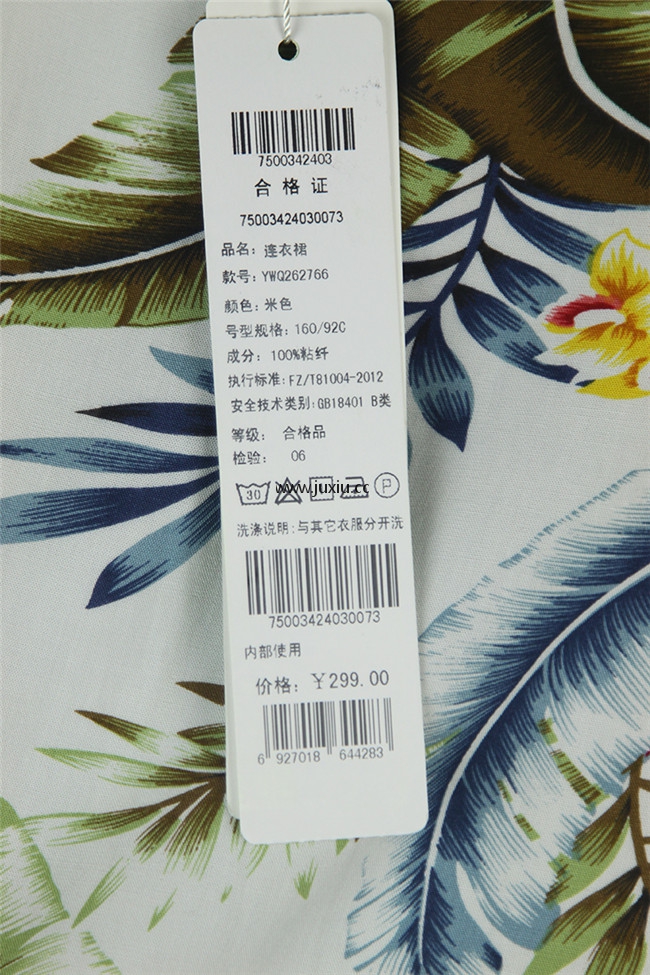 7500342403
合格证
75003424030073
品名: 连衣裙
款号: YWQ262766
颜色: 米色
号型规格: 160/92C
成分: 100%粘纤
执行标准: FZ/T81004-2012
安全技术类别: GB18401 B类
等级: 合格品
检验: 06
30 P
www.juxiu.cc
洗涤说明: 与其它衣服分开洗
75003424030073
内部使用
价格: ￥299.00
6 927018 644283